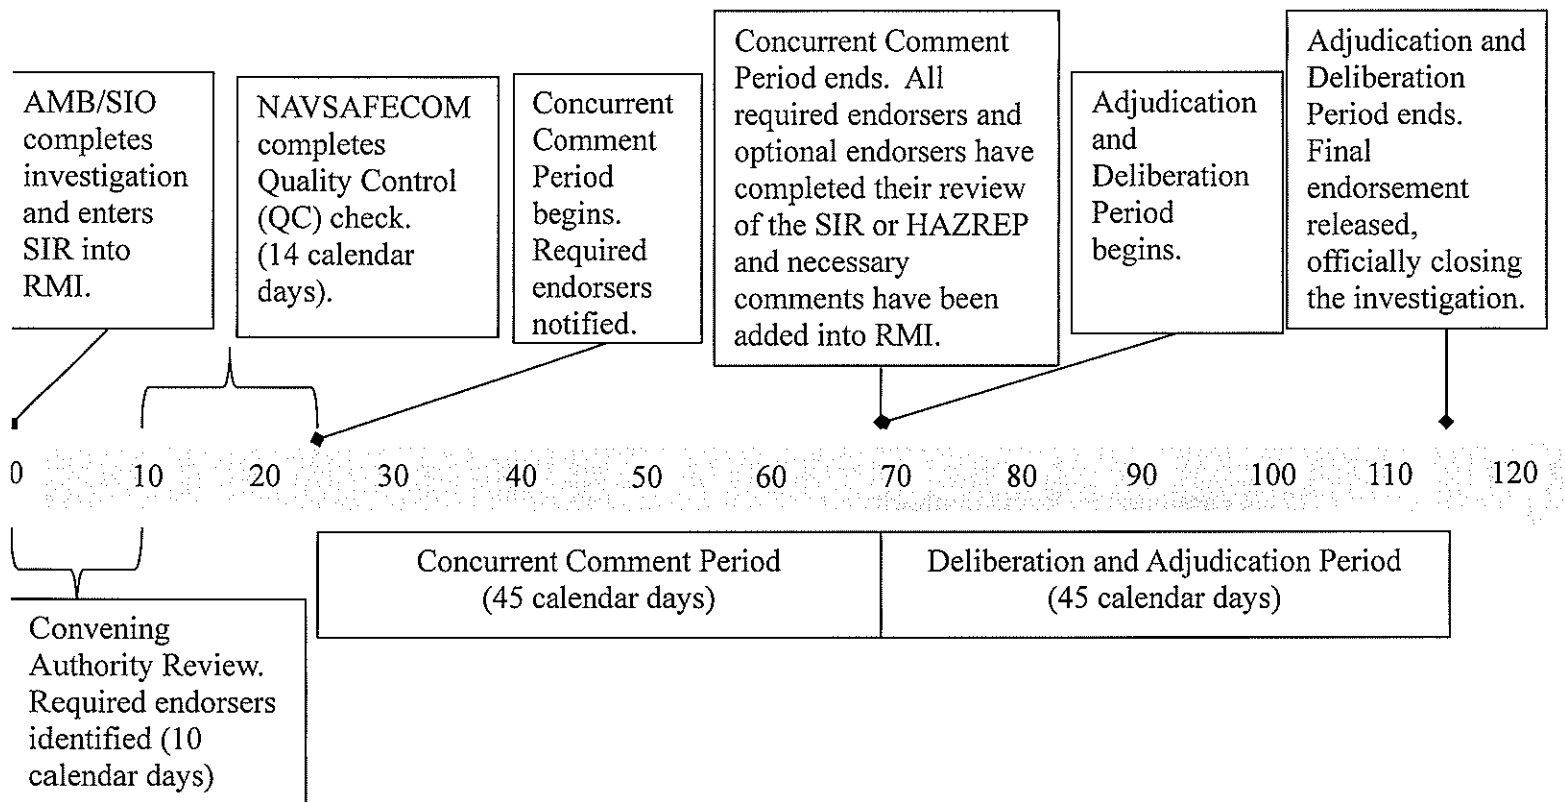 AMB/SIO
completes
investigation
and enters
SIR into
RMI.
NAVSAFECOM
completes
Quality Control
(QC) check.
(14 calendar
days).
Concurrent
Comment
Period
begins.
Required
endorsers
notified.
Concurrent Comment
Period ends. All
required endorsers and
optional endorsers have
completed their review
of the SIR or HAZREP
and necessary
comments have been
added into RMI.
Adjudication
and
Deliberation
Period
begins.
Adjudication and
Deliberation
Period ends.
Final
endorsement
released,
officially closing
the investigation.
0 10 20 30 40 50 60 70 80 90 100 110 120
Concurrent Comment Period
(45 calendar days)
Deliberation and Adjudication Period
(45 calendar days)
Convening
Authority Review.
Required endorsers
identified (10
calendar days)